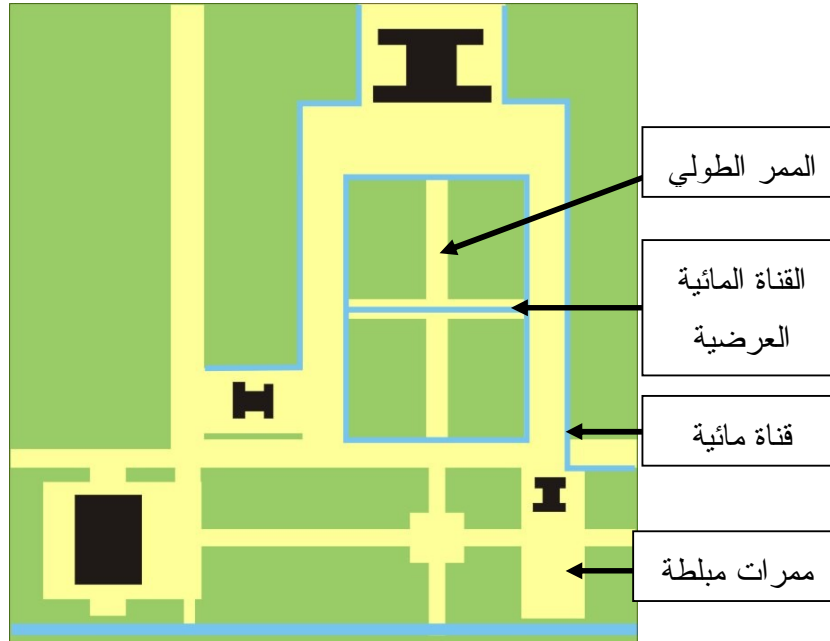 الممر الطولي
القناة المائية
العرضية
قناة مائية
ممرات مبلطة